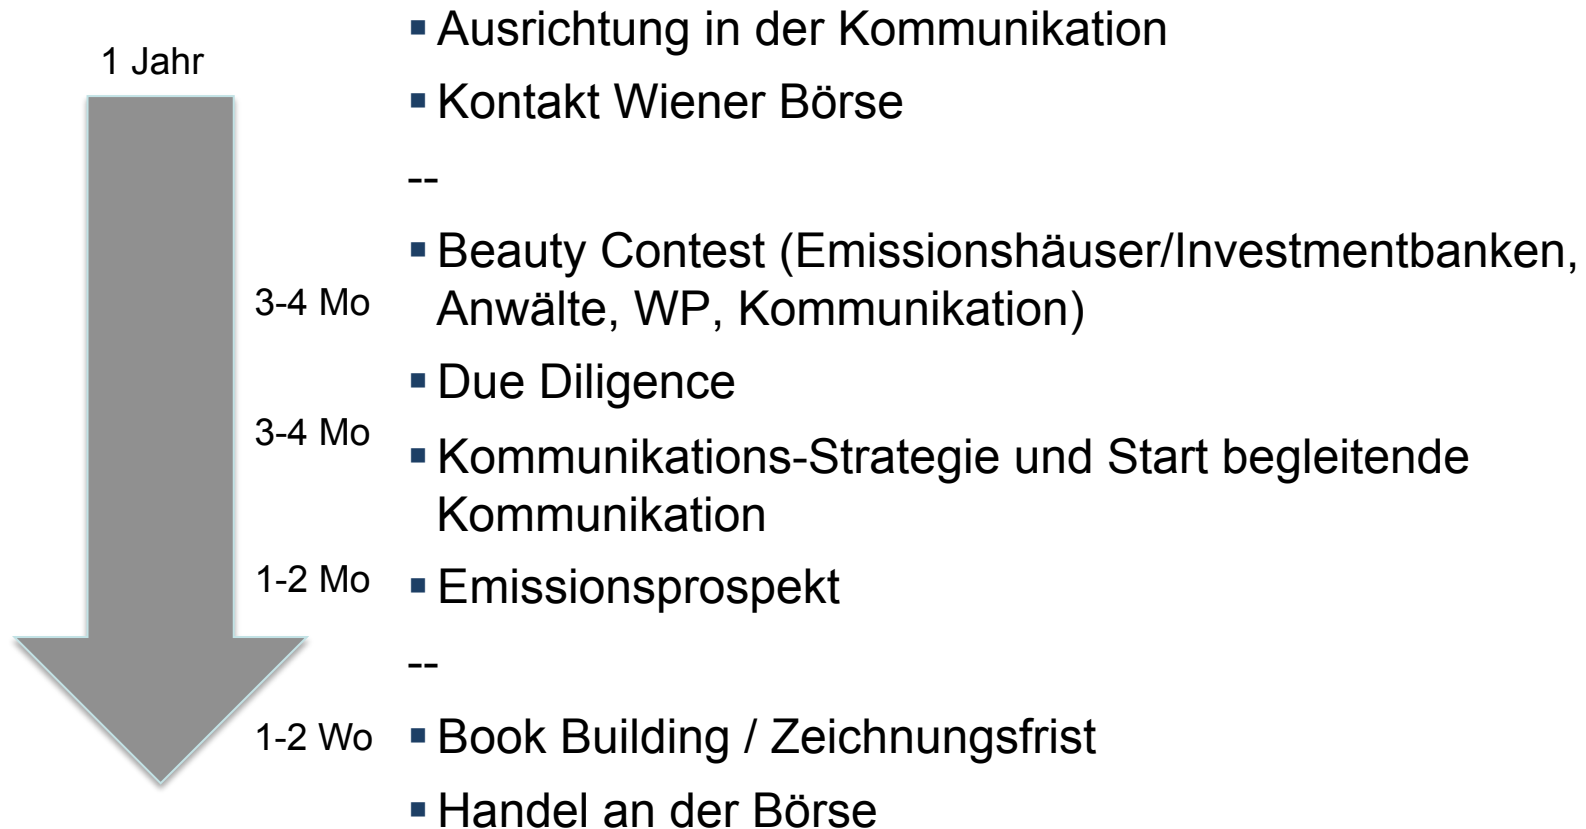 1 Jahr
▪ Ausrichtung in der Kommunikation
▪ Kontakt Wiener Börse
--
▪ Beauty Contest (Emissionshäuser/Investmentbanken,
3-4 Mo
Anwälte, WP, Kommunikation)
▪ Due Diligence
3-4 Mo
▪ Kommunikations-Strategie und Start begleitende
Kommunikation
1-2 Mo
▪ Emissionsprospekt
--
1-2 Wo
▪ Book Building / Zeichnungsfrist
▪ Handel an der Börse